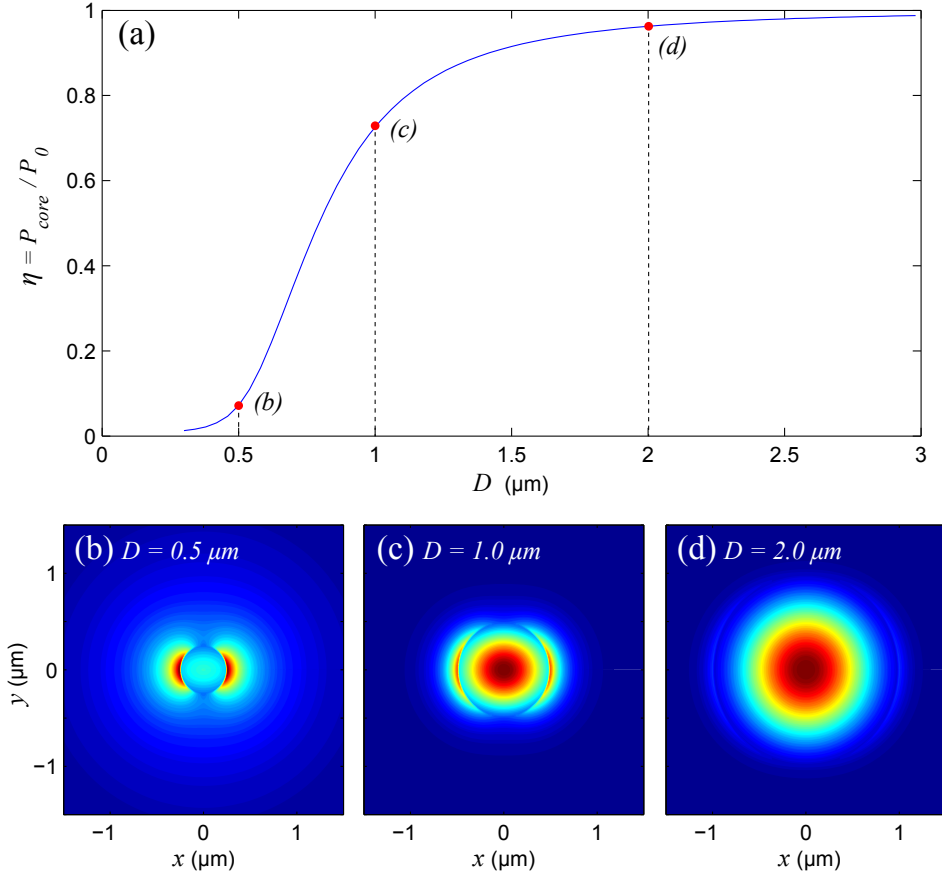 (a)
η = P_core / P_0
1
0.8
0.6
0.4
0.2
0
(b)
(c)
(d)
0 0.5 1 1.5 2 2.5 3
D (μm)
(b) D = 0.5 μm
(c) D = 1.0 μm
(d) D = 2.0 μm
y (μm)
1
0
−1
−1 0 1
−1 0 1
−1 0 1
x (μm)
x (μm)
x (μm)